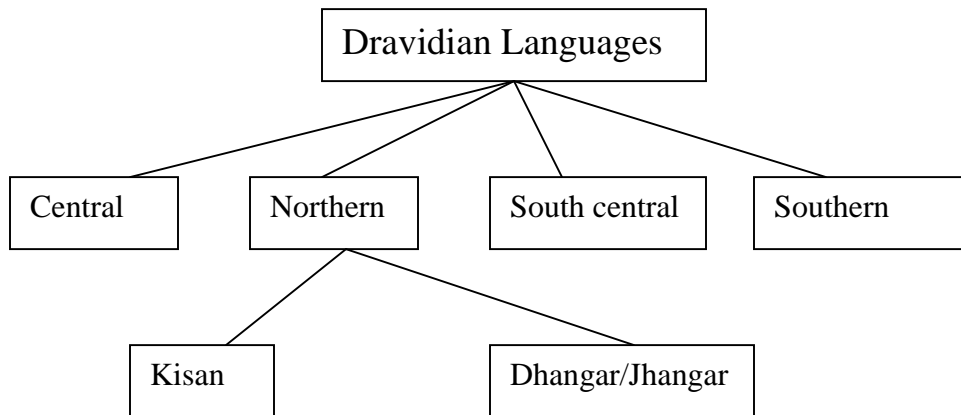 Dravidian Languages
Central
Northern
South central
Southern
Kisan
Dhangar/Jhangar